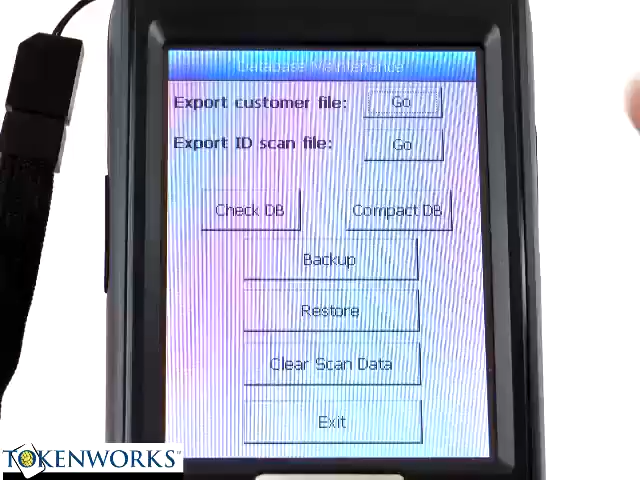 Database Maintenance
Export customer file: Go
Export ID scan file: Go
Check DB Compact DB
Backup
Restore
Clear Scan Data
Exit
TOKENWORKS